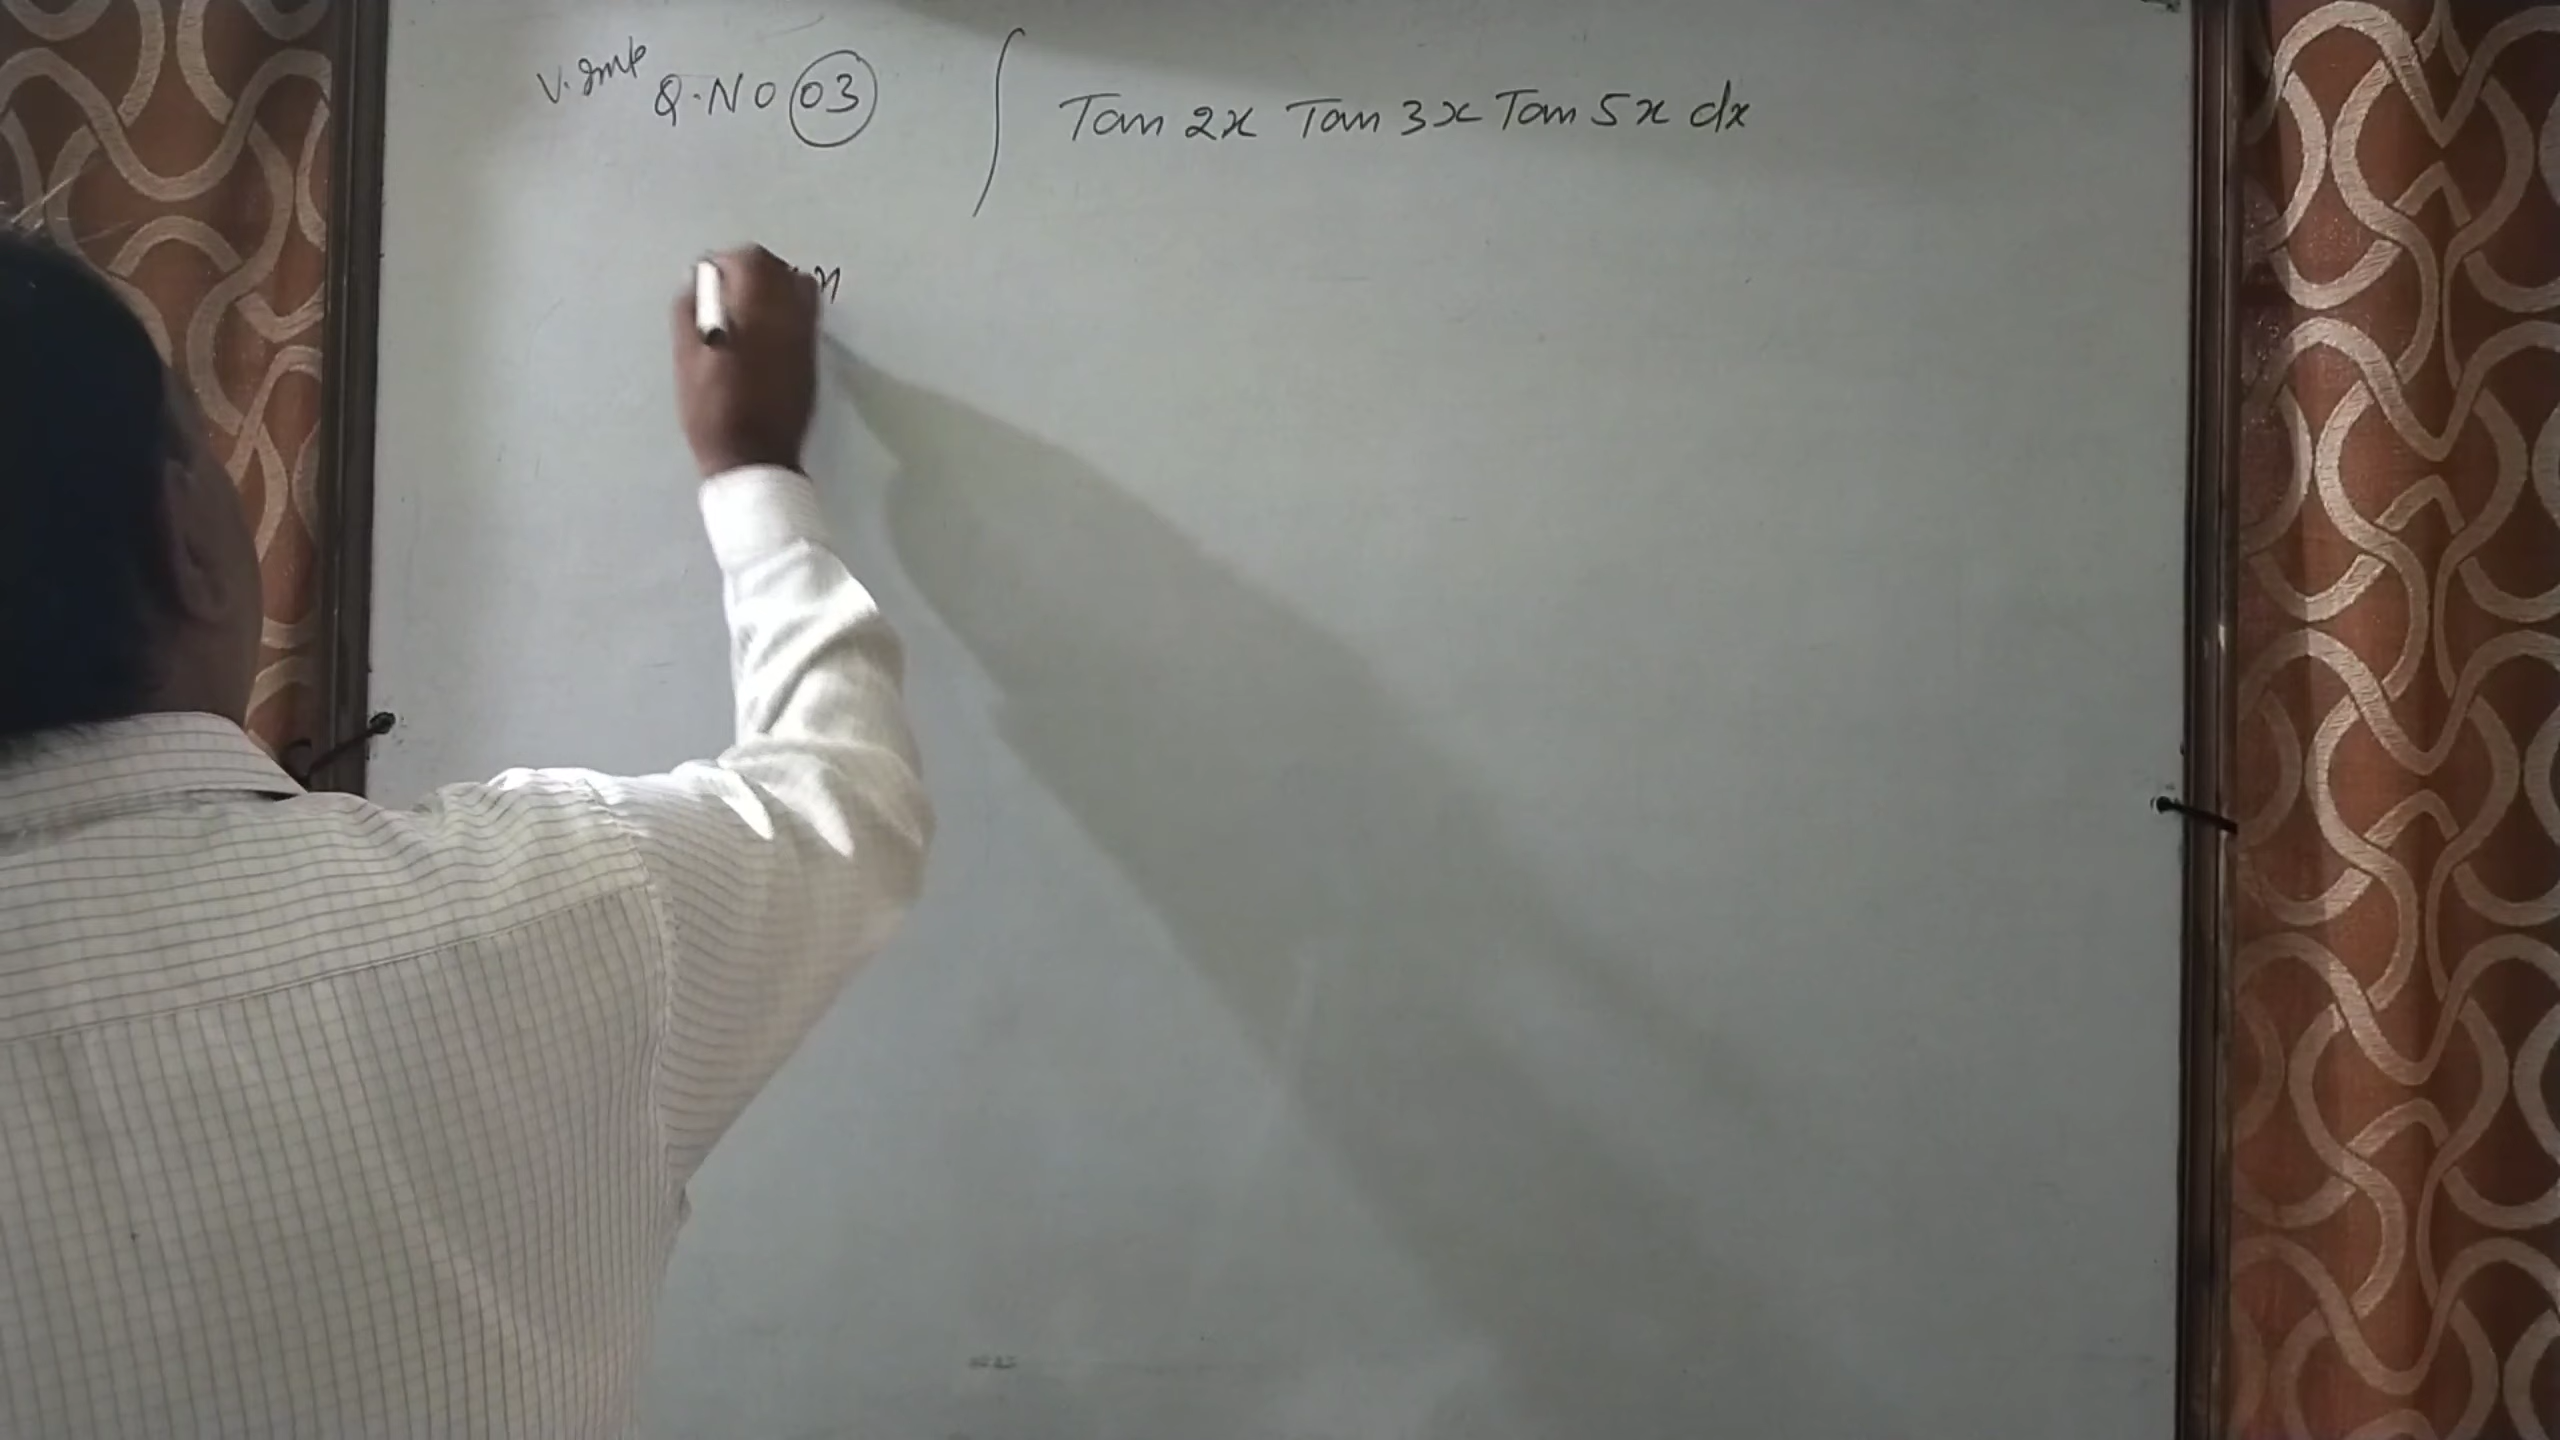 V. Imp Q.NO 03 ∫ Tan 2x Tan 3x Tan 5x dx